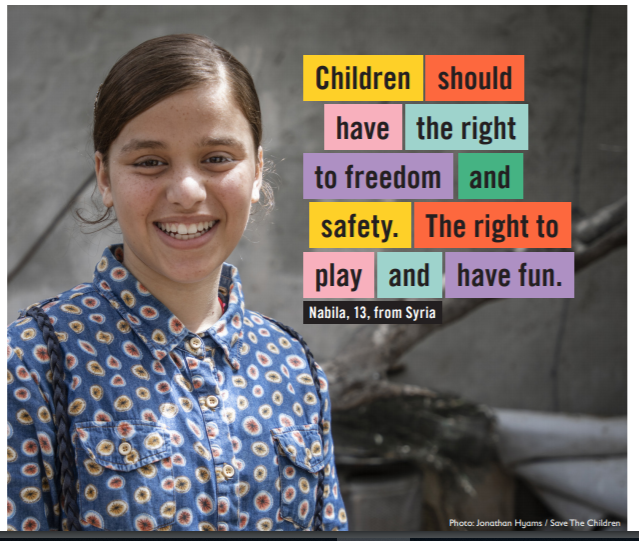 Children should
have the right
to freedom and
safety. The right to
play and have fun.
Nabila, 13, from Syria
Photo: Jonathan Hyams / Save The Children